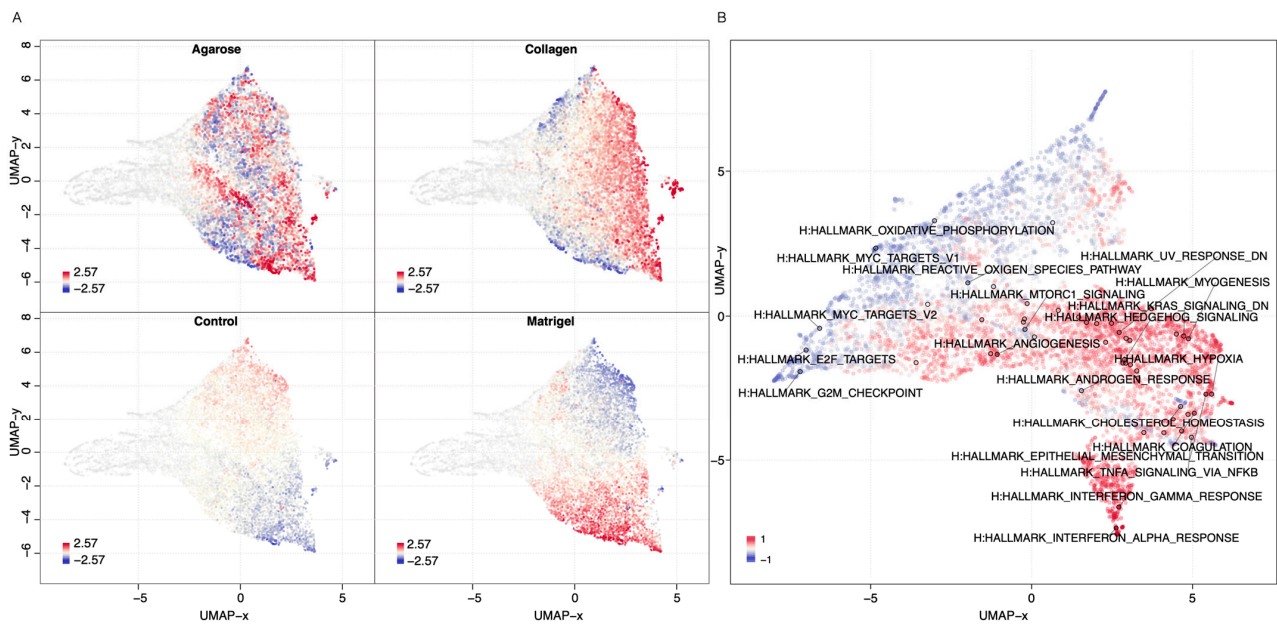 A
B
Agarose
Collagen
8
6
4
2
0
−2
−4
−6
UMAP−y
2.57
−2.57
2.57
−2.57
Control
Matrigel
8
6
4
2
0
−2
−4
−6
UMAP−y
2.57
−2.57
2.57
−2.57
−5
0
5
−5
0
5
UMAP−x
UMAP−x
5
0
−5
UMAP−y
H:HALLMARK_OXIDATIVE_PHOSPHORYLATION
H:HALLMARK_MYC_TARGETS_V1
H:HALLMARK_UV_RESPONSE_DN
H:HALLMARK_REACTIVE_OXIGEN_SPECIES_PATHWAY
H:HALLMARK_MYOGENESIS
H:HALLMARK_MTORC1_SIGNALING
H:HALLMARK_KRAS_SIGNALING_DN
H:HALLMARK_MYC_TARGETS_V2
H:HALLMARK_HEDGEHOG_SIGNALING
H:HALLMARK_ANGIOGENESIS
H:HALLMARK_E2F_TARGETS
H:HALLMARK_HYPOXIA
H:HALLMARK_ANDROGEN_RESPONSE
H:HALLMARK_G2M_CHECKPOINT
H:HALLMARK_CHOLESTEROL_HOMEOSTASIS
H:HALLMARK_COAGULATION
H:HALLMARK_EPITHELIAL_MESENCHYMAL_TRANSITION
H:HALLMARK_TNFA_SIGNALING_VIA_NFKB
H:HALLMARK_INTERFERON_GAMMA_RESPONSE
H:HALLMARK_INTERFERON_ALPHA_RESPONSE
1
−1
−5
0
5
UMAP−x